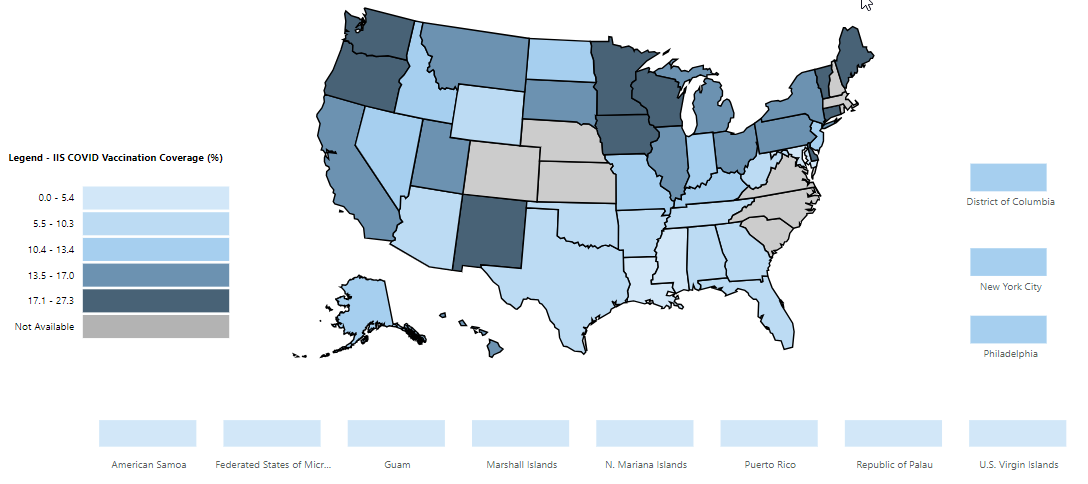 Legend - IIS COVID Vaccination Coverage (%)
0.0 - 5.4
5.5 - 10.3
10.4 - 13.4
13.5 - 17.0
17.1 - 27.3
Not Available
District of Columbia
New York City
Philadelphia
American Samoa
Federated States of Micr...
Guam
Marshall Islands
N. Mariana Islands
Puerto Rico
Republic of Palau
U.S. Virgin Islands